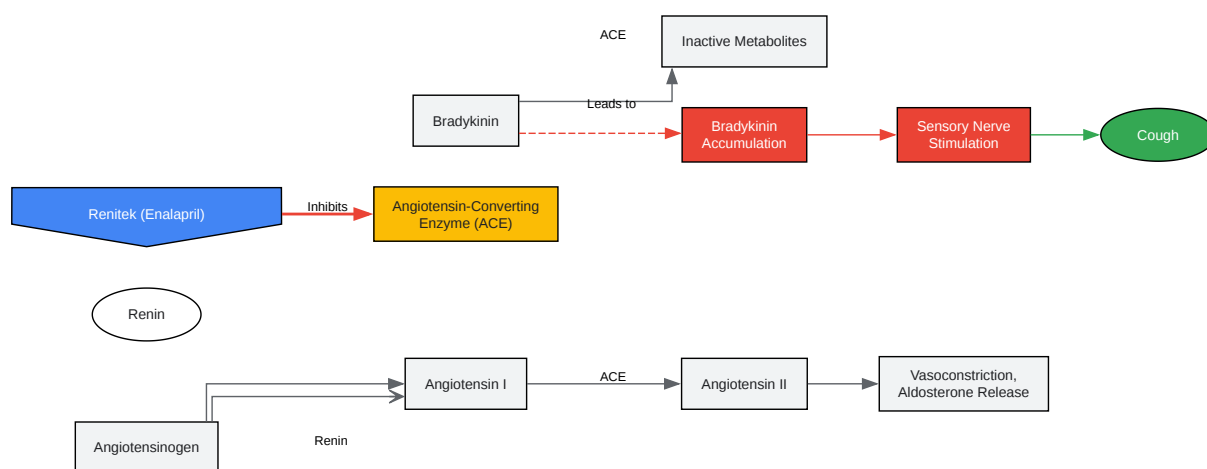 ACE
Inactive Metabolites
Leads to
Bradykinin
Bradykinin
Accumulation
Sensory Nerve
Stimulation
Cough
Renitek (Enalapril)
Inhibits
Angiotensin-Converting
Enzyme (ACE)
Renin
Angiotensin I
ACE
Angiotensin II
Vasoconstriction,
Aldosterone Release
Renin
Angiotensinogen